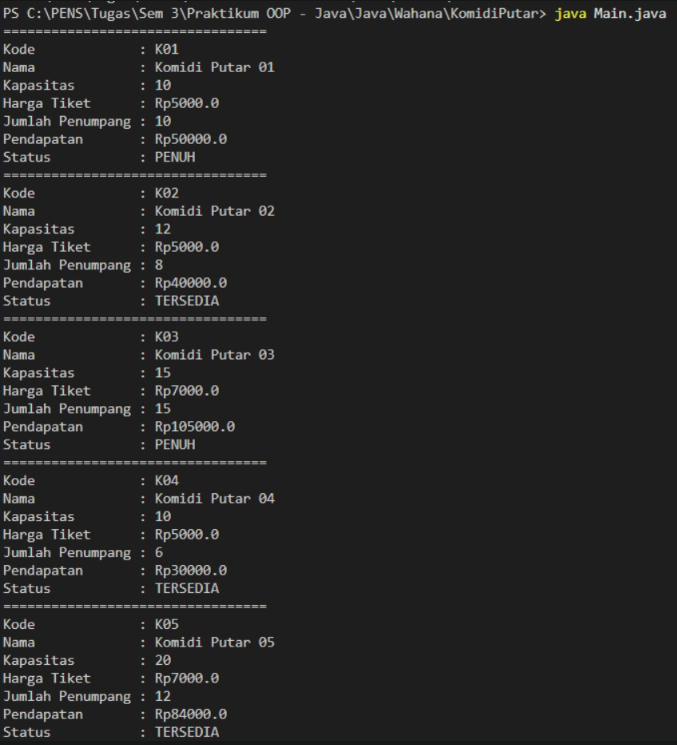 PS C:\PENS\Tugas\Sem 3\Praktikum OOP - Java\Java\Wahana\KomidiPutar> java Main.java
=================================
Kode             : K01
Nama             : Komidi Putar 01
Kapasitas        : 10
Harga Tiket      : Rp5000.0
Jumlah Penumpang : 10
Pendapatan       : Rp50000.0
Status           : PENUH
=================================
Kode             : K02
Nama             : Komidi Putar 02
Kapasitas        : 12
Harga Tiket      : Rp5000.0
Jumlah Penumpang : 8
Pendapatan       : Rp40000.0
Status           : TERSEDIA
=================================
Kode             : K03
Nama             : Komidi Putar 03
Kapasitas        : 15
Harga Tiket      : Rp7000.0
Jumlah Penumpang : 15
Pendapatan       : Rp105000.0
Status           : PENUH
=================================
Kode             : K04
Nama             : Komidi Putar 04
Kapasitas        : 10
Harga Tiket      : Rp5000.0
Jumlah Penumpang : 6
Pendapatan       : Rp30000.0
Status           : TERSEDIA
=================================
Kode             : K05
Nama             : Komidi Putar 05
Kapasitas        : 20
Harga Tiket      : Rp7000.0
Jumlah Penumpang : 12
Pendapatan       : Rp84000.0
Status           : TERSEDIA